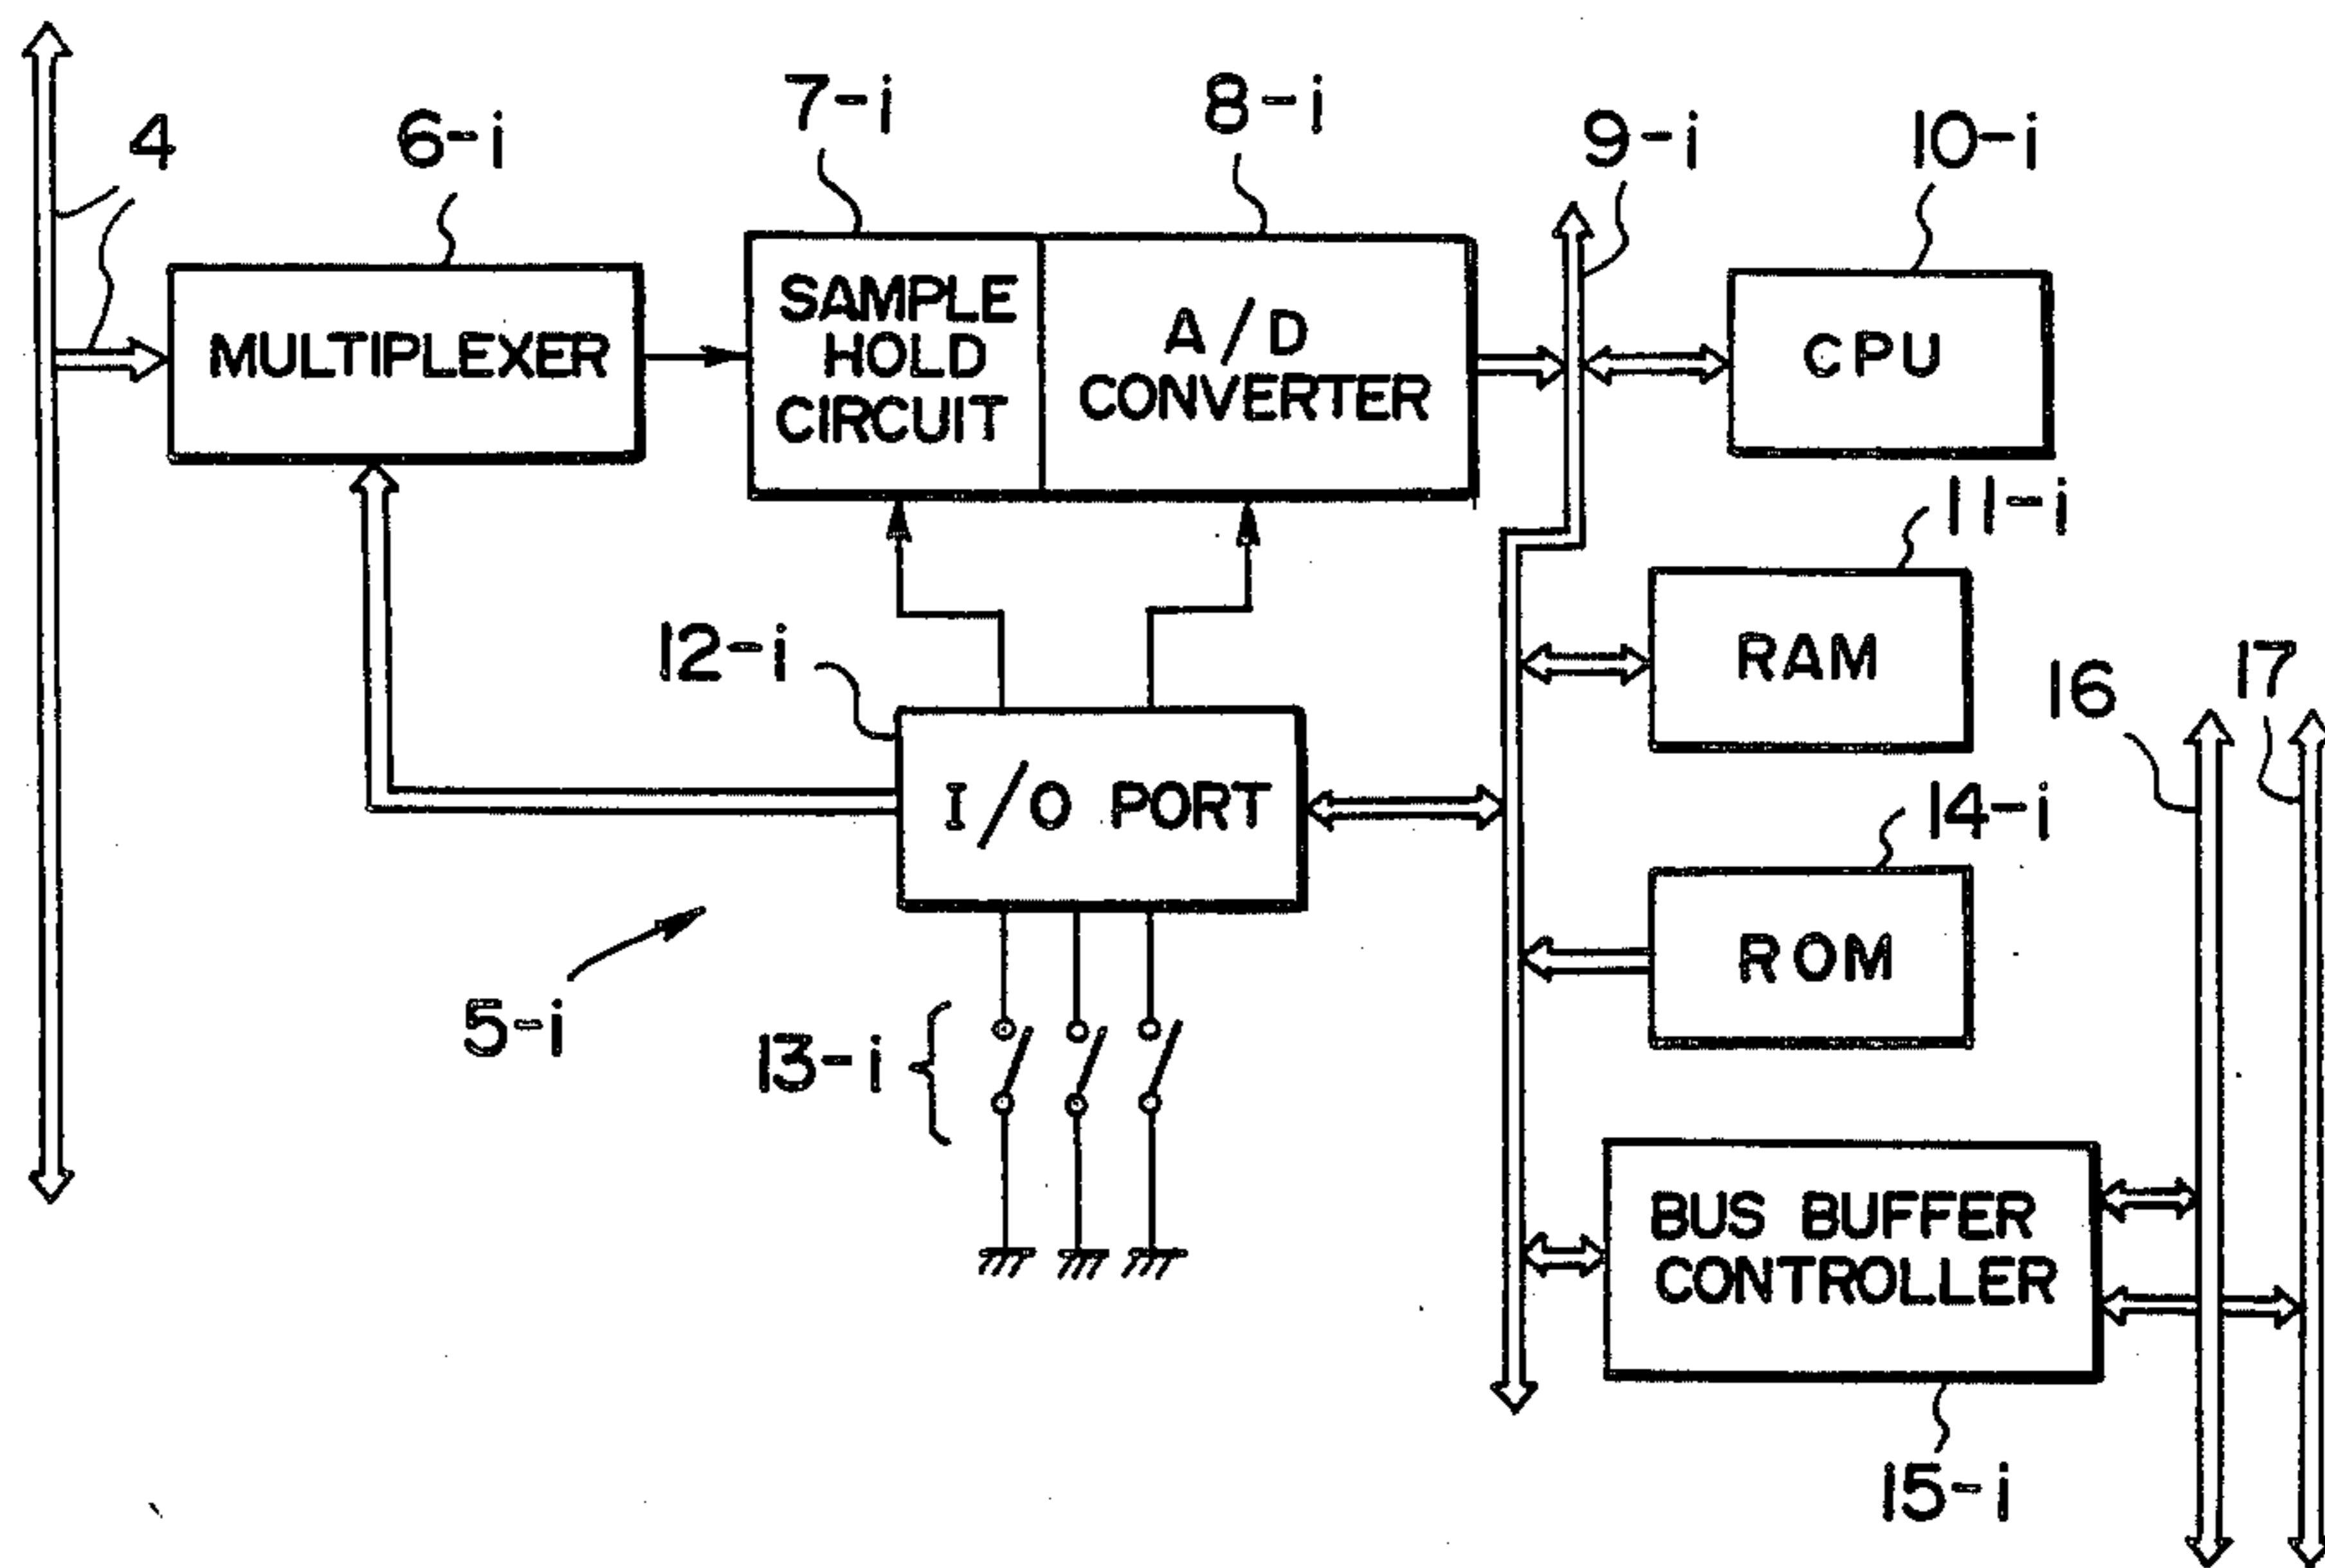 4
6-i
7-i
8-i
9-i
10-i
MULTIPLEXER
SAMPLE
HOLD
CIRCUIT
A/D
CONVERTER
CPU
11-i
RAM
12-i
I/O PORT
16
17
14-i
ROM
5-i
13-i
BUS BUFFER
CONTROLLER
15-i